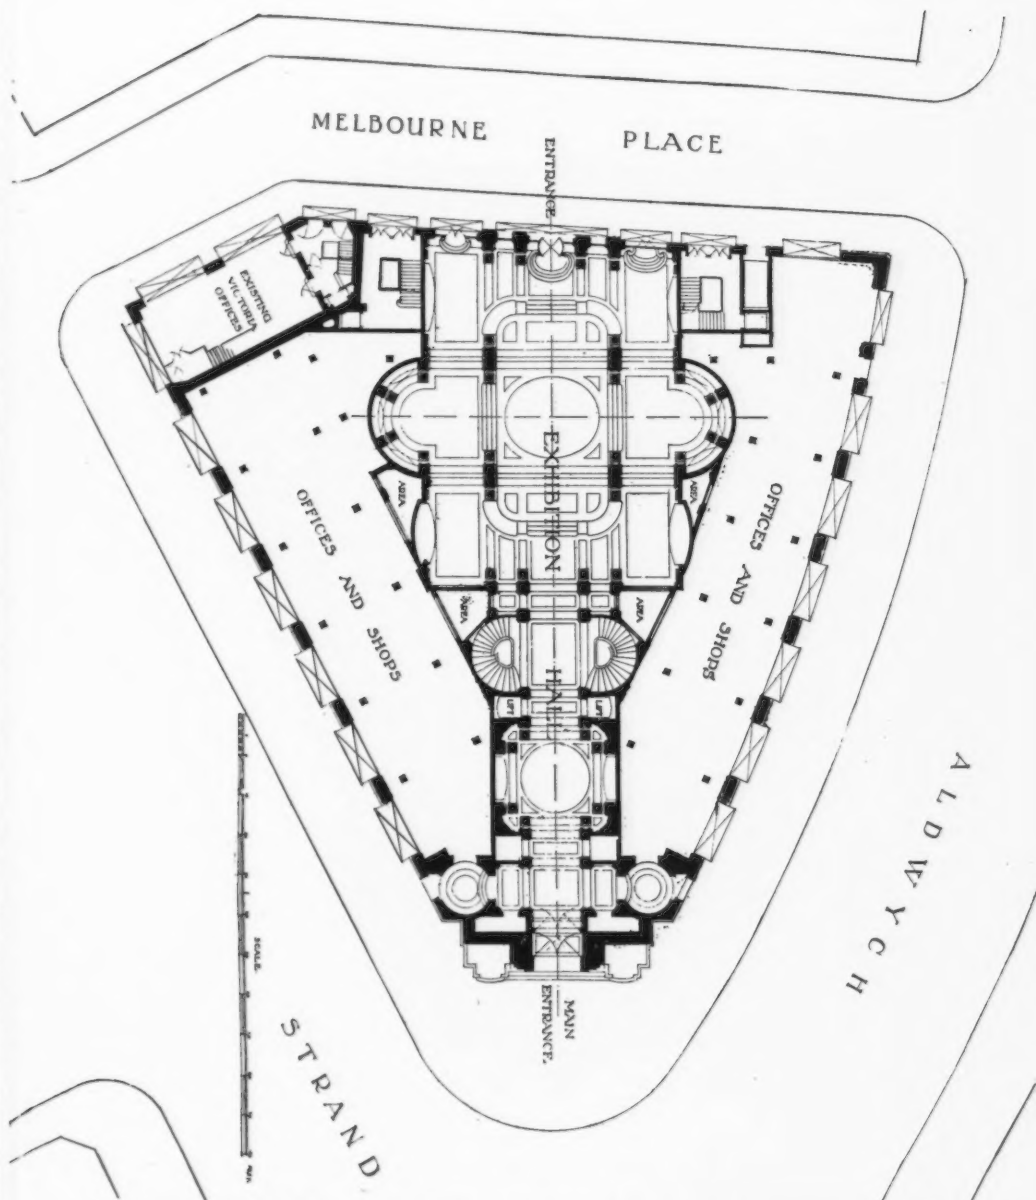 MELBOURNE PLACE
ENTRANCE
EXISTING
VICTORIA
OFFICES
EXHIBITION HALL
AREA
AREA
OFFICES AND SHOPS
OFFICES AND SHOPS
AREA
AREA
LIFT
LIFT
ALDWYCH
SCALE.
STRAND
MAIN
ENTRANCE.